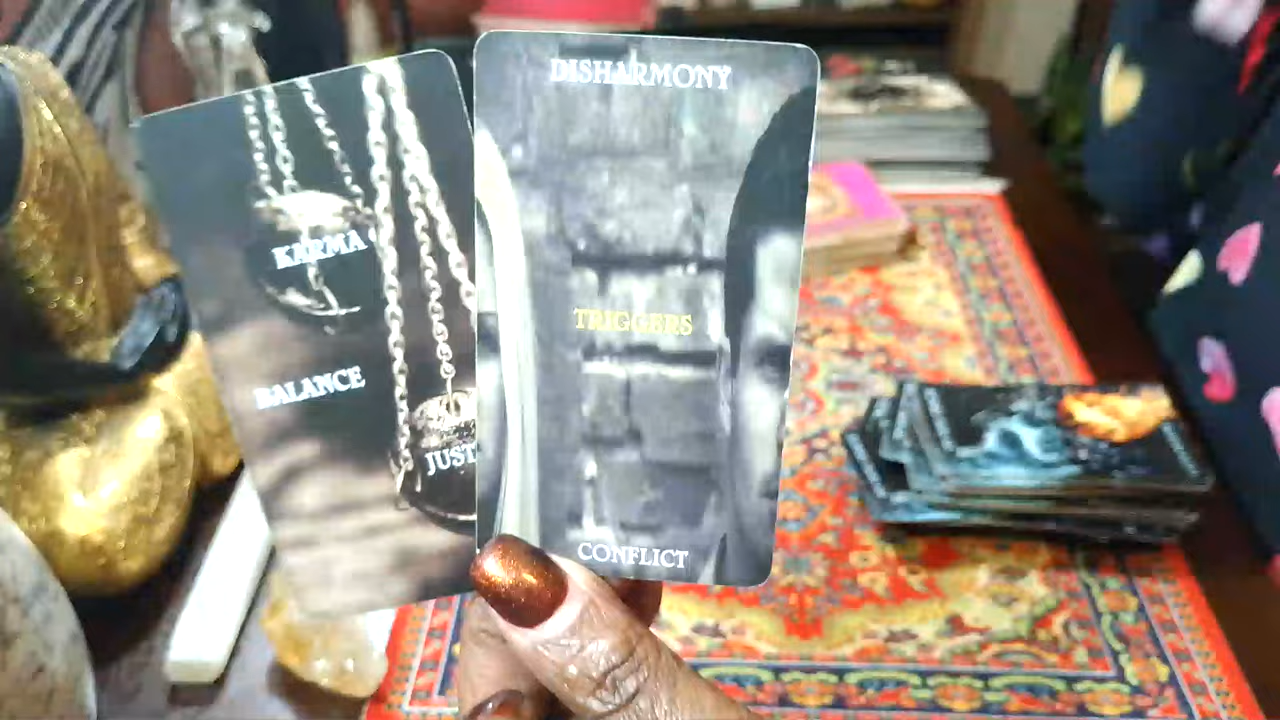 KARMA
BALANCE
JUST
DISHARMONY
TRIGGERS
CONFLICT